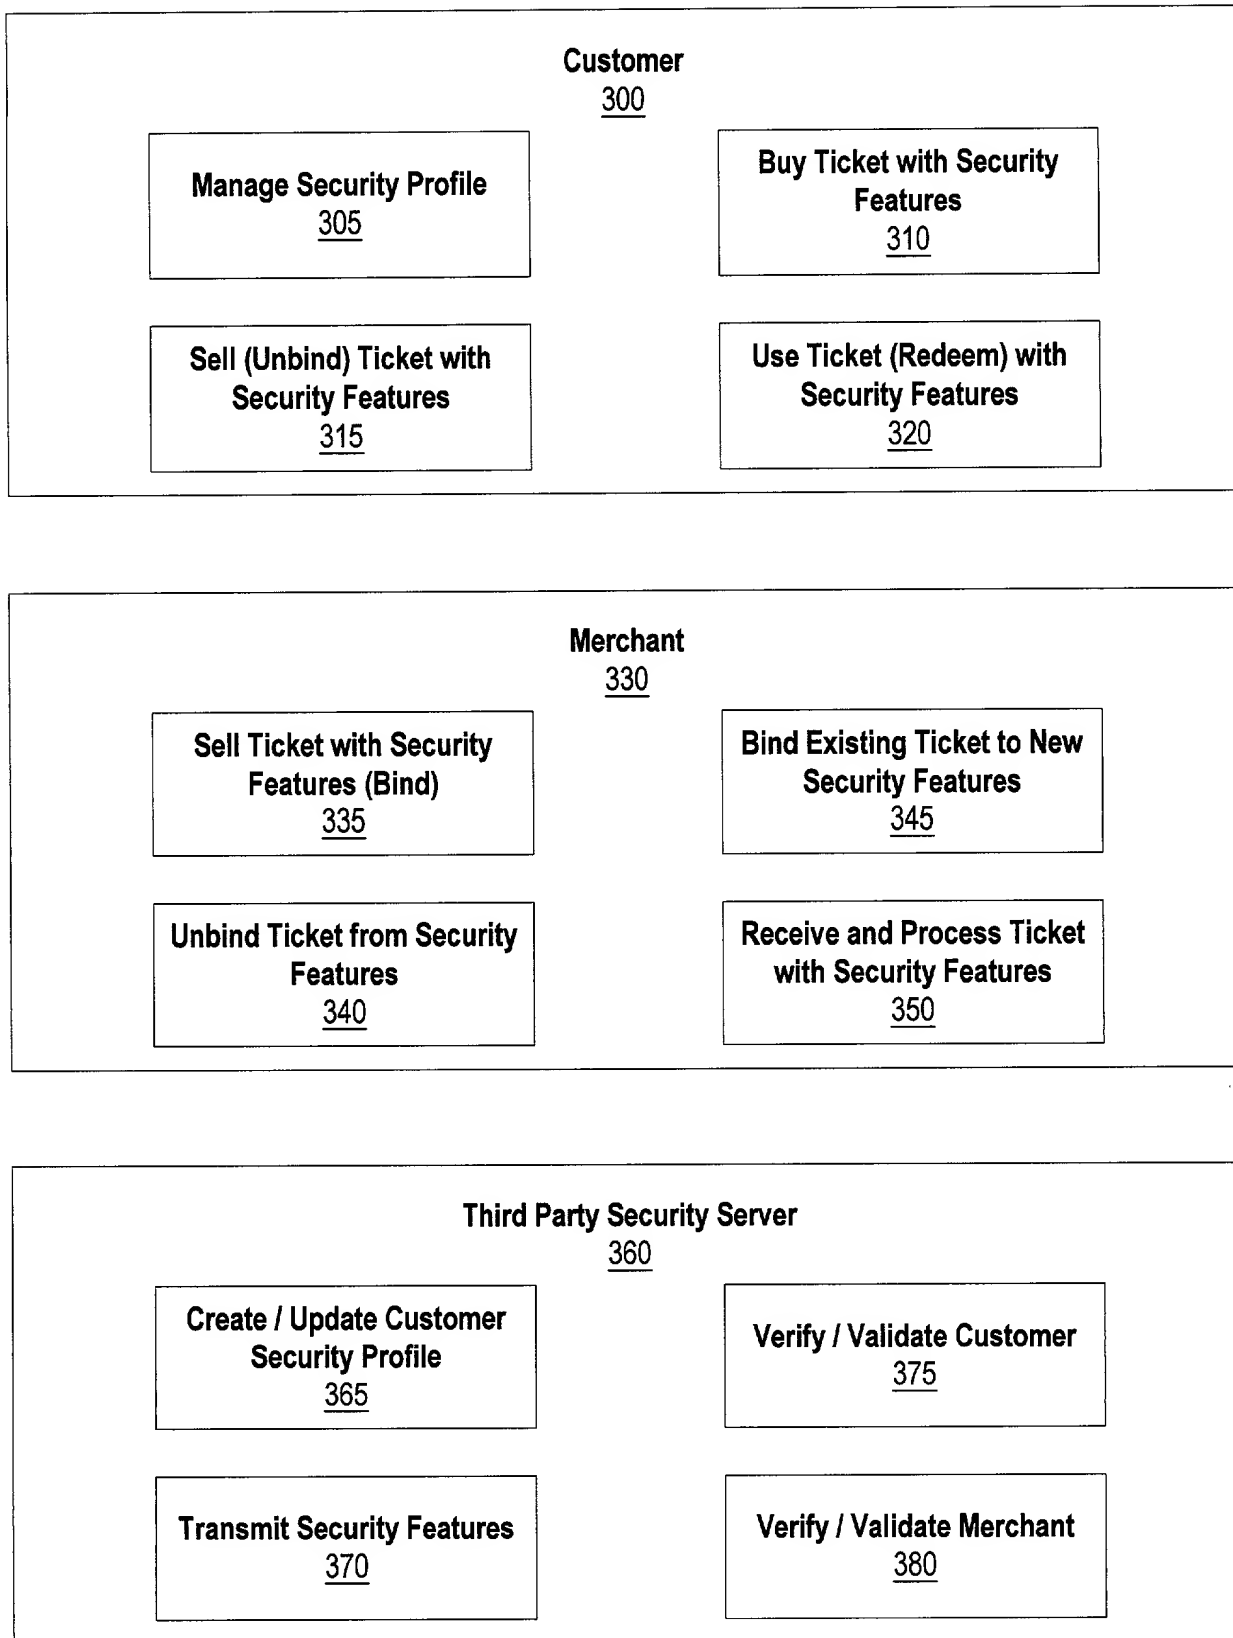 Customer
300
Manage Security Profile
305
Buy Ticket with Security
Features
310
Sell (Unbind) Ticket with
Security Features
315
Use Ticket (Redeem) with
Security Features
320
Merchant
330
Sell Ticket with Security
Features (Bind)
335
Bind Existing Ticket to New
Security Features
345
Unbind Ticket from Security
Features
340
Receive and Process Ticket
with Security Features
350
Third Party Security Server
360
Create / Update Customer
Security Profile
365
Verify / Validate Customer
375
Transmit Security Features
370
Verify / Validate Merchant
380